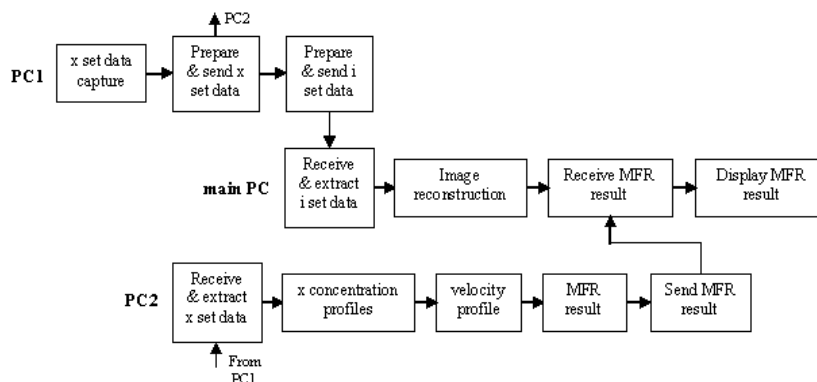 PC2
PC1
x set data
capture
Prepare
& send x
set data
Prepare
& send i
set data
main PC
Receive
& extract
i set data
Image
reconstruction
Receive MFR
result
Display MFR
result
PC2
Receive
& extract
x set data
x concentration
profiles
velocity
profile
MFR
result
Send MFR
result
From
PC1